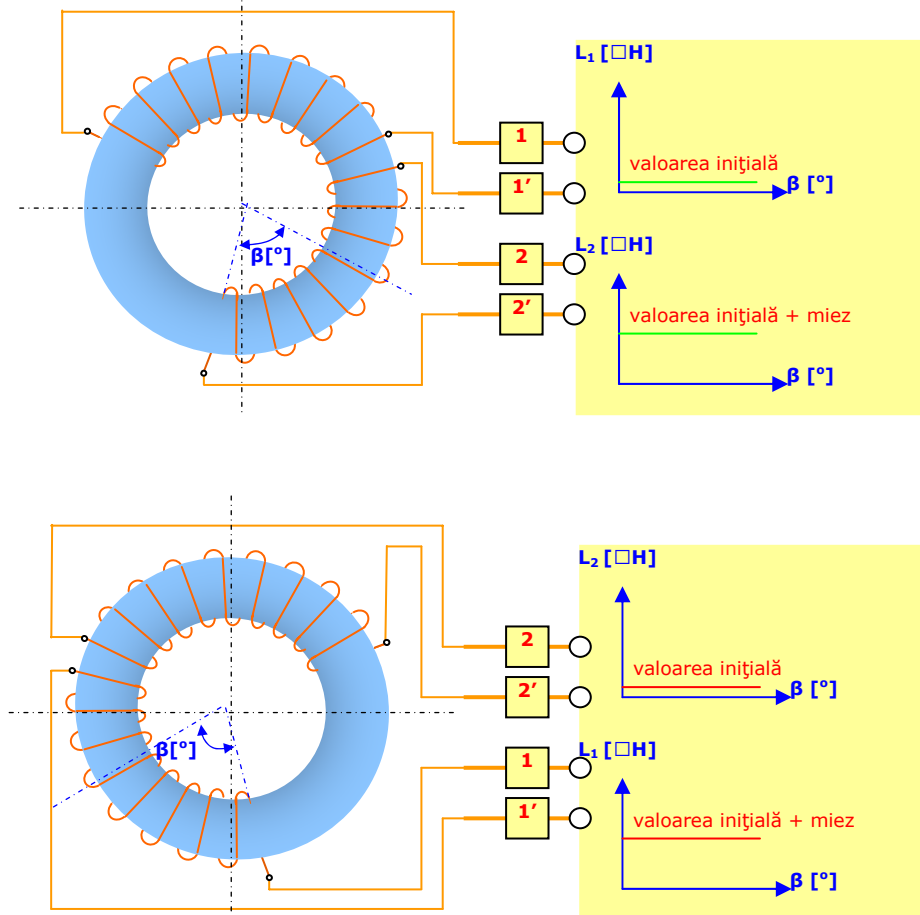 L₁ [□H]
1
valoarea iniţială
β [º]
1’
L₂ [□H]
2
β[º]
2’
valoarea iniţială + miez
β [º]
L₂ [□H]
2
valoarea iniţială
β [º]
2’
L₁ [□H]
β[º]
1
1’
valoarea iniţială + miez
β [º]